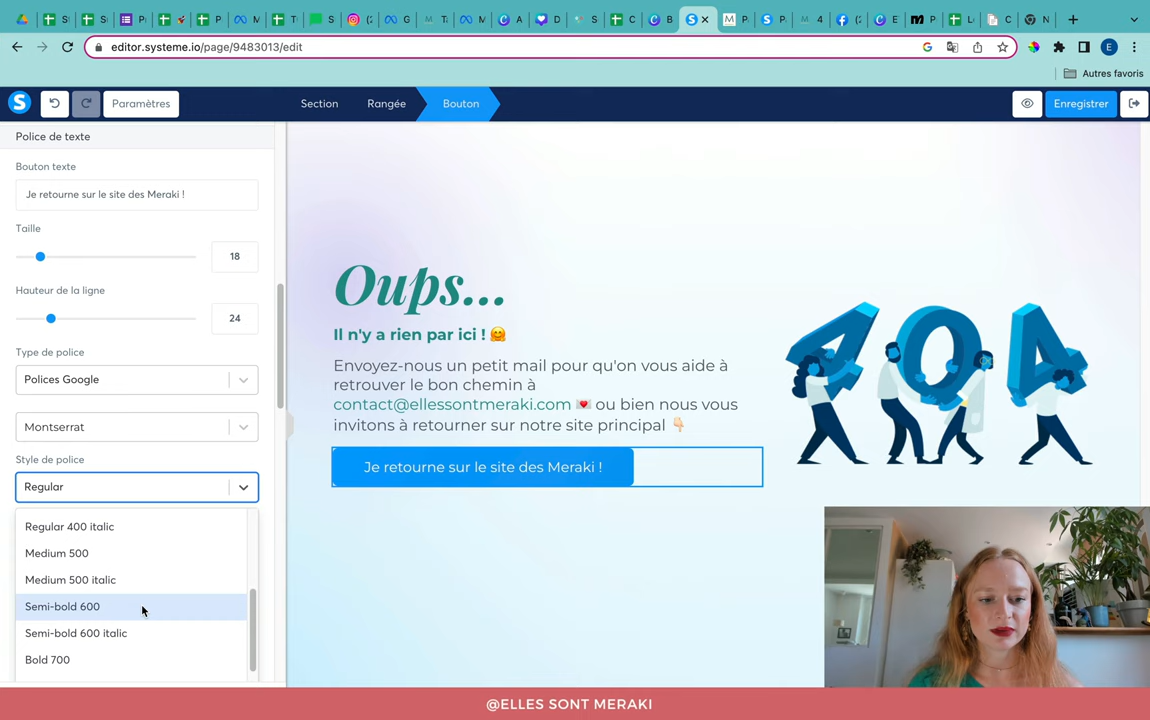 editor.systeme.io/page/9483013/edit
Autres favoris
Paramètres
Section
Rangée
Bouton
Enregistrer
Police de texte
Bouton texte
Je retourne sur le site des Meraki !
Taille
18
Hauteur de la ligne
24
Type de police
Polices Google
Montserrat
Style de police
Regular
Regular 400 italic
Medium 500
Medium 500 italic
Semi-bold 600
Semi-bold 600 italic
Bold 700
Oups...
Il n'y a rien par ici ! 🤗
Envoyez-nous un petit mail pour qu'on vous aide à
retrouver le bon chemin à
contact@ellessontmeraki.com 💌 ou bien nous vous
invitons à retourner sur notre site principal 👇🏻
Je retourne sur le site des Meraki !
404
@ELLES SONT MERAKI